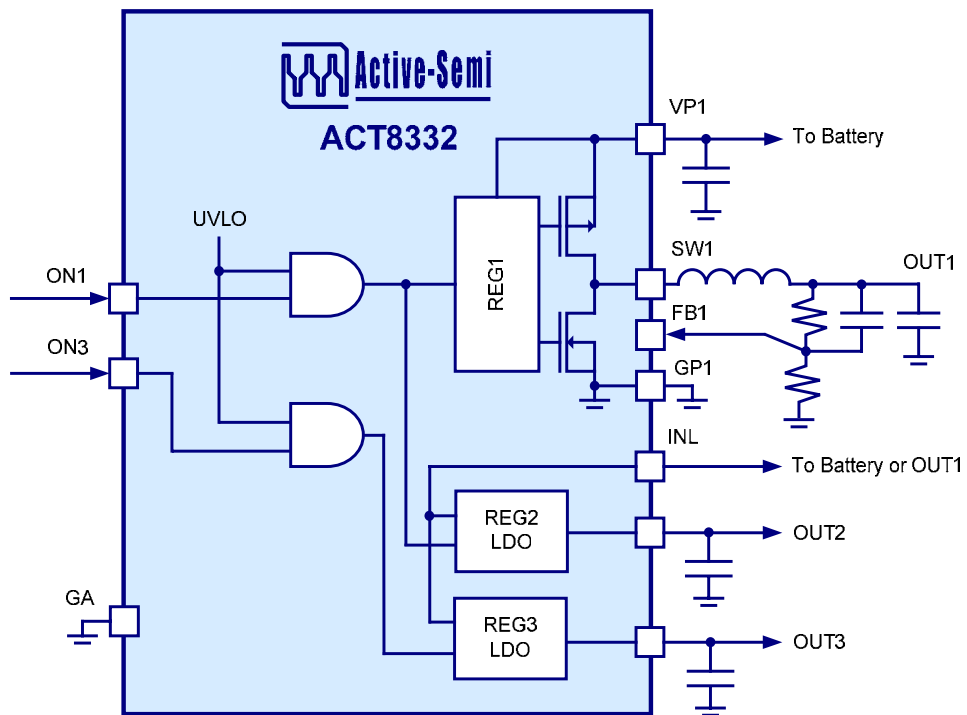 Active-Semi
ACT8332
VP1
To Battery
UVLO
ON1
REG1
SW1
OUT1
FB1
ON3
GP1
INL
To Battery or OUT1
REG2
LDO
OUT2
GA
REG3
LDO
OUT3